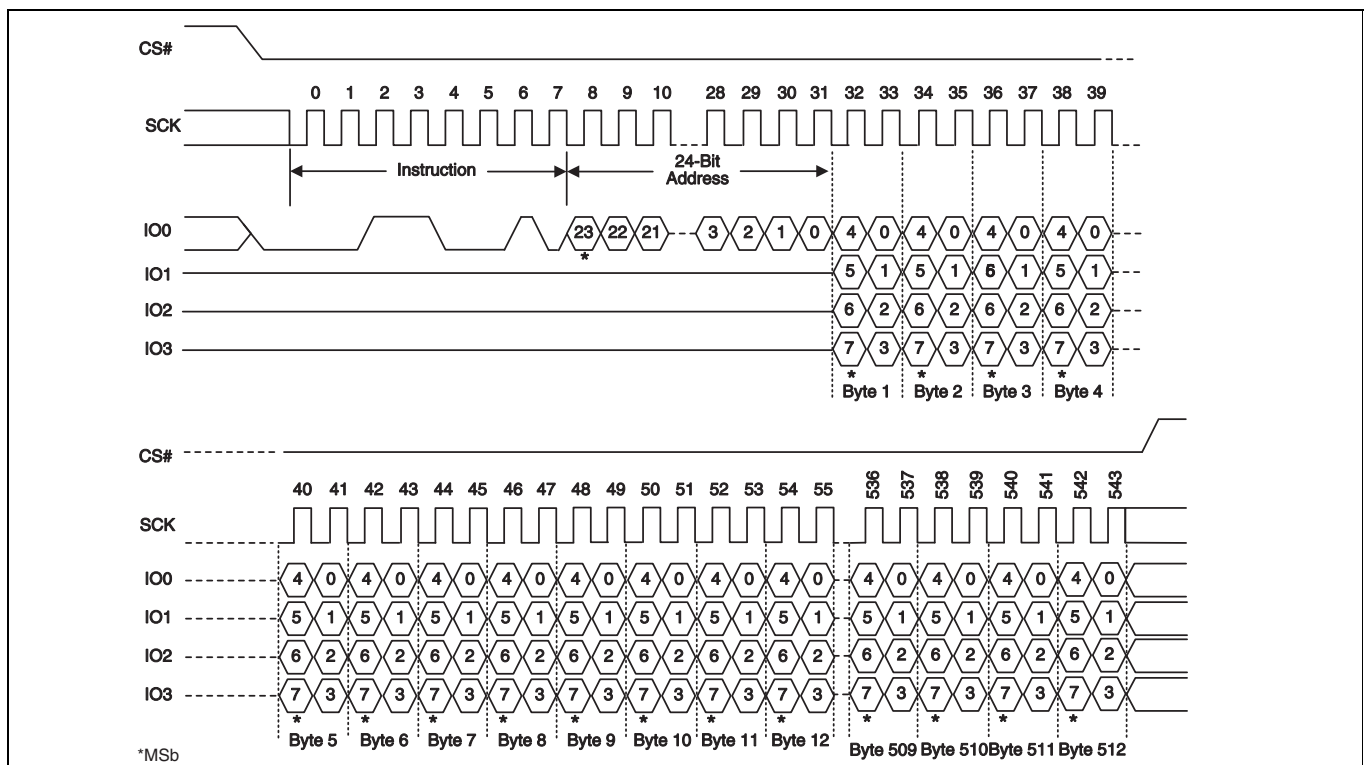 CS#
0 1 2 3 4 5 6 7 8 9 10 28 29 30 31 32 33 34 35 36 37 38 39
SCK
Instruction
24-Bit
Address
IO0 23 22 21 3 2 1 0 4 0 4 0 4 0 4 0
*
IO1 5 1 5 1 6 1 5 1
IO2 6 2 6 2 6 2 6 2
IO3 7 3 7 3 7 3 7 3
* * * *
Byte 1 Byte 2 Byte 3 Byte 4
CS#
40 41 42 43 44 45 46 47 48 49 50 51 52 53 54 55 536 537 538 539 540 541 542 543
SCK
IO0 4 0 4 0 4 0 4 0 4 0 4 0 4 0 4 0 4 0 4 0 4 0 4 0
IO1 5 1 5 1 5 1 5 1 5 1 5 1 5 1 5 1 5 1 5 1 5 1 5 1
IO2 6 2 6 2 6 2 6 2 6 2 6 2 6 2 6 2 6 2 6 2 6 2 6 2
IO3 7 3 7 3 7 3 7 3 7 3 7 3 7 3 7 3 7 3 7 3 7 3 7 3
* * * * * * * * * * * *
Byte 5 Byte 6 Byte 7 Byte 8 Byte 9 Byte 10 Byte 11 Byte 12 Byte 509 Byte 510 Byte 511 Byte 512
*MSb